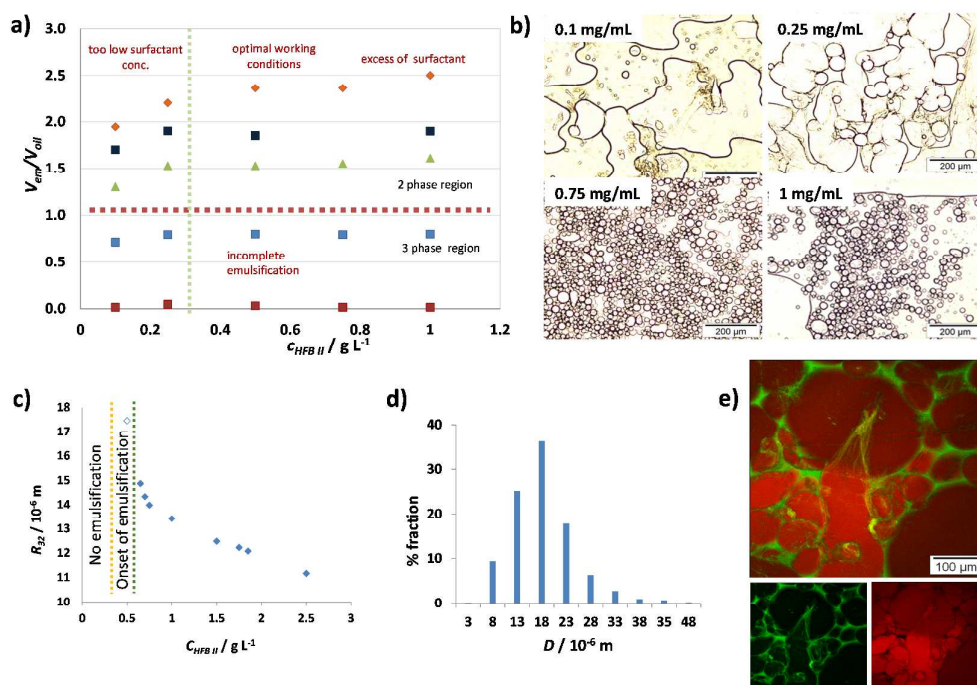 a)
3.0
2.5
2.0
1.5
1.0
0.5
0.0
V_em/V_oil
too low surfactant
conc.
optimal working
conditions
excess of surfactant
2 phase region
3 phase region
incomplete
emulsification
0 0.2 0.4 0.6 0.8 1 1.2
c_HFB II / g L⁻¹
b)
0.1 mg/mL
0.25 mg/mL
200 µm
0.75 mg/mL
1 mg/mL
200 µm
200 µm
c)
18
17
16
15
14
13
12
11
10
R_32 / 10⁻⁶ m
No emulsification
Onset of emulsification
0 0.5 1 1.5 2 2.5 3
C_HFB II / g L⁻¹
d)
40
30
20
10
0
% fraction
3 8 13 18 23 28 33 38 35 48
D / 10⁻⁶ m
e)
100 µm